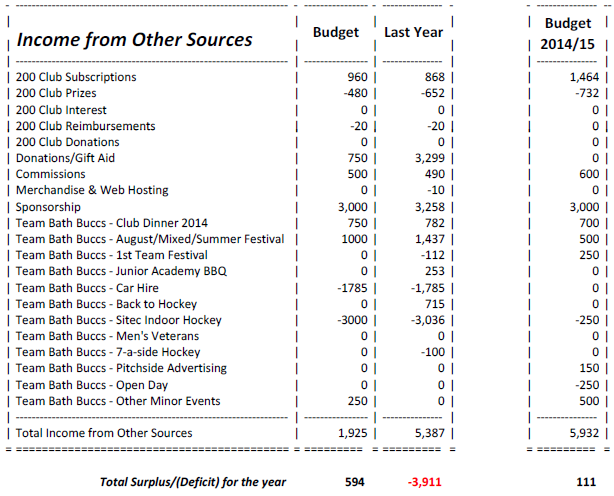 Budget
Income from Other Sources Budget Last Year 2014/15
200 Club Subscriptions 960 868 1,464
200 Club Prizes -480 -652 -732
200 Club Interest 0 0 0
200 Club Reimbursements -20 -20 0
200 Club Donations 0 0 0
Donations/Gift Aid 750 3,299 0
Commissions 500 490 600
Merchandise & Web Hosting 0 -10 0
Sponsorship 3,000 3,258 3,000
Team Bath Buccs - Club Dinner 2014 750 782 700
Team Bath Buccs - August/Mixed/Summer Festival 1000 1,437 500
Team Bath Buccs - 1st Team Festival 0 -112 250
Team Bath Buccs - Junior Academy BBQ 0 253 0
Team Bath Buccs - Car Hire -1785 -1,785 0
Team Bath Buccs - Back to Hockey 0 715 0
Team Bath Buccs - Sitec Indoor Hockey -3000 -3,036 -250
Team Bath Buccs - Men's Veterans 0 0 0
Team Bath Buccs - 7-a-side Hockey 0 -100 0
Team Bath Buccs - Pitchside Advertising 0 0 150
Team Bath Buccs - Open Day 0 0 -250
Team Bath Buccs - Other Minor Events 250 0 500
Total Income from Other Sources 1,925 5,387 5,932
Total Surplus/(Deficit) for the year 594 -3,911 111